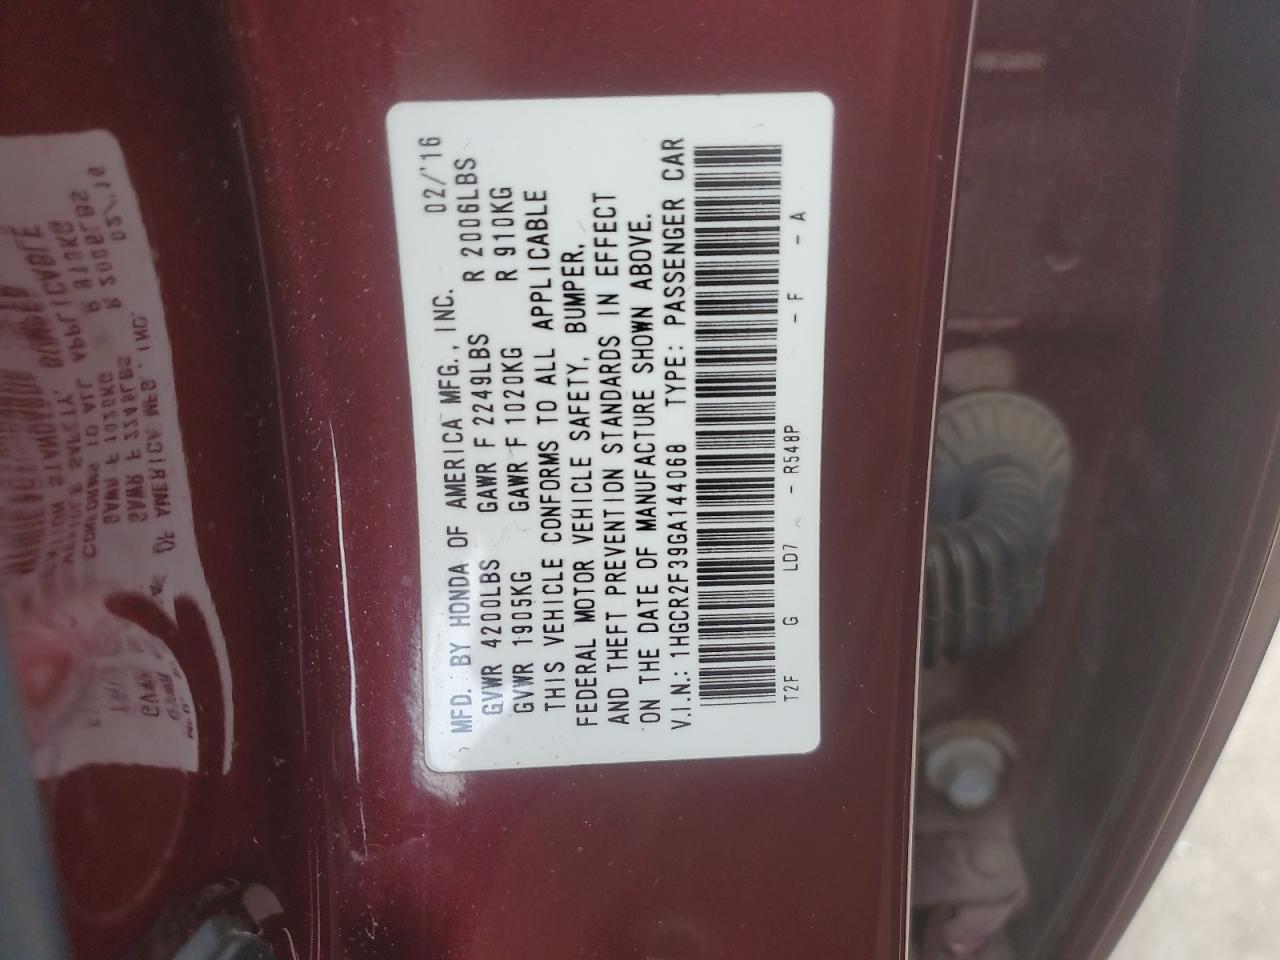 MFD. BY HONDA OF AMERICA MFG., INC. 02/'16
GVWR 4200LBS GAWR F 2249LBS R 2006LBS
GVWR 1905KG GAWR F 1020KG R 910KG
THIS VEHICLE CONFORMS TO ALL APPLICABLE
FEDERAL MOTOR VEHICLE SAFETY, BUMPER,
AND THEFT PREVENTION STANDARDS IN EFFECT
ON THE DATE OF MANUFACTURE SHOWN ABOVE.
V.I.N.: 1HGCR2F39GA144068 TYPE: PASSENGER CAR
T2F G LD7 - R548P - F - A